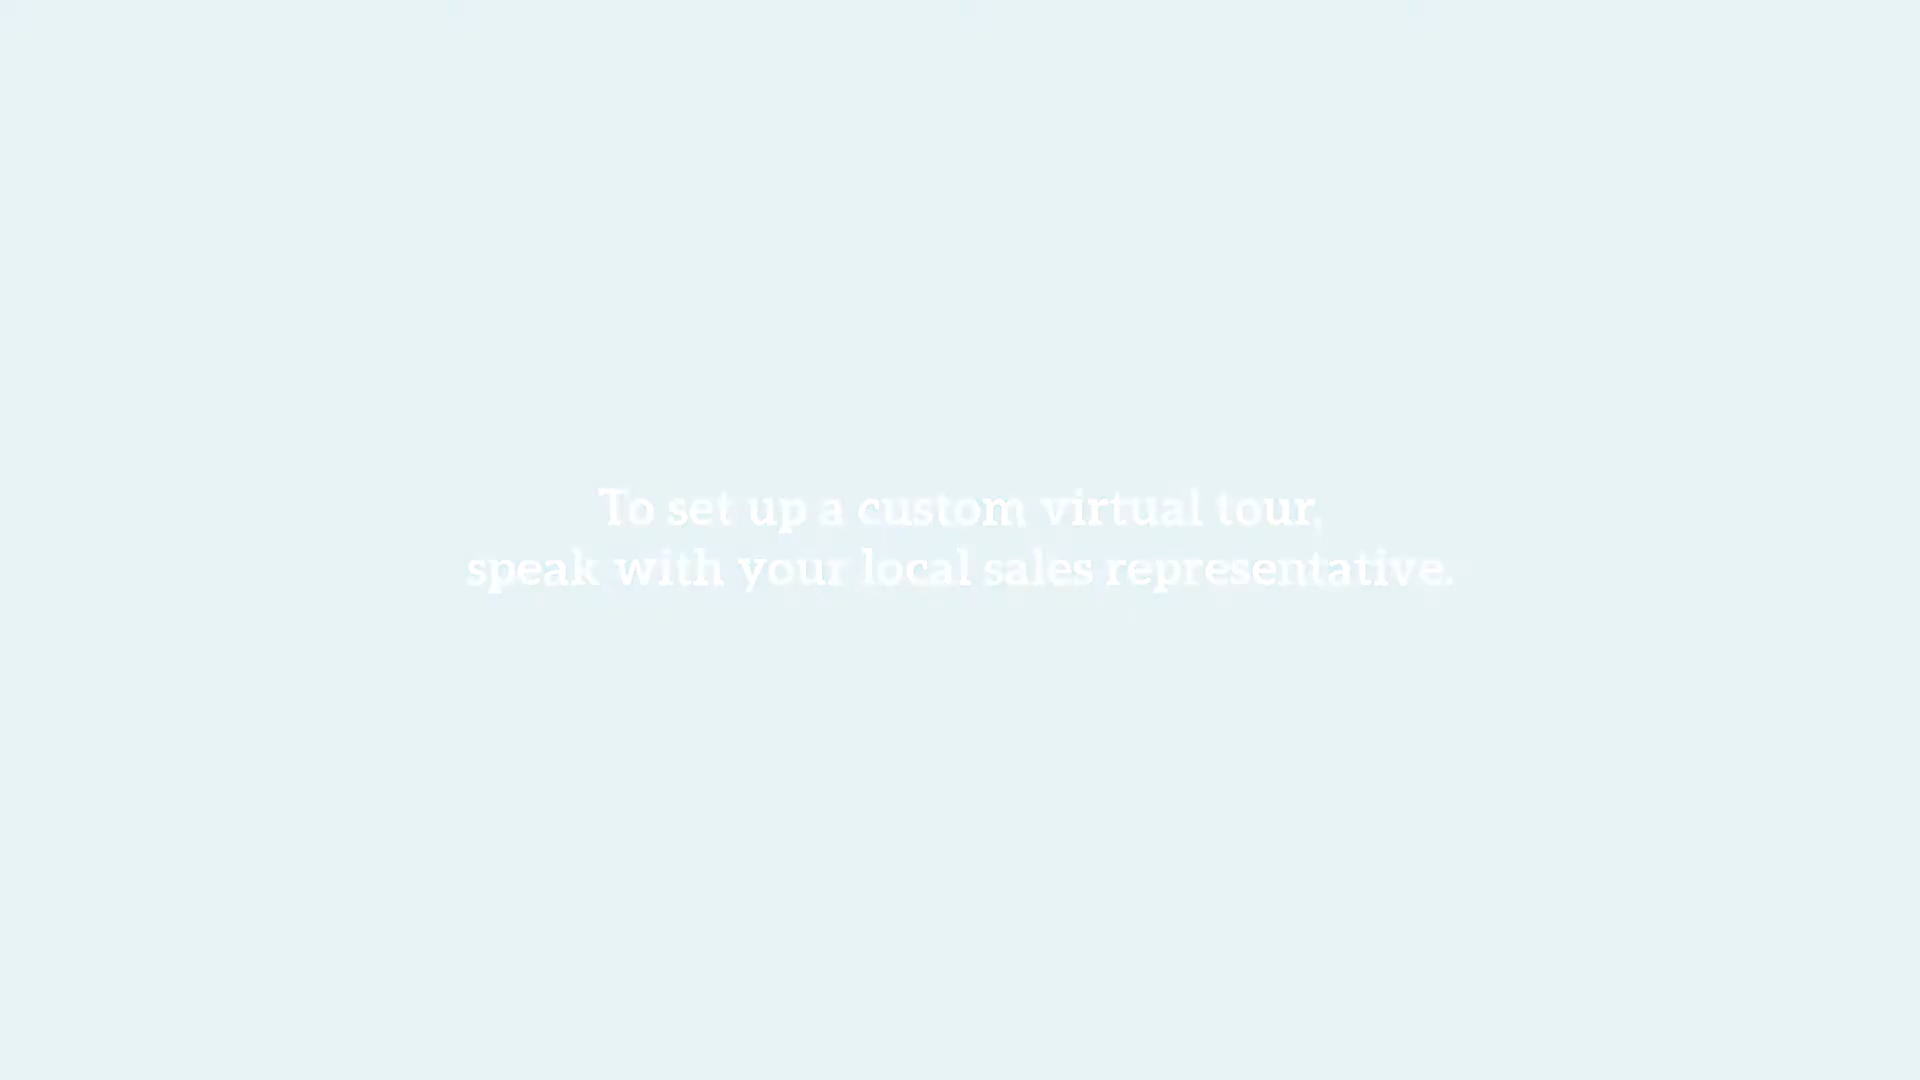 To set up a custom virtual tour,
speak with your local sales representative.